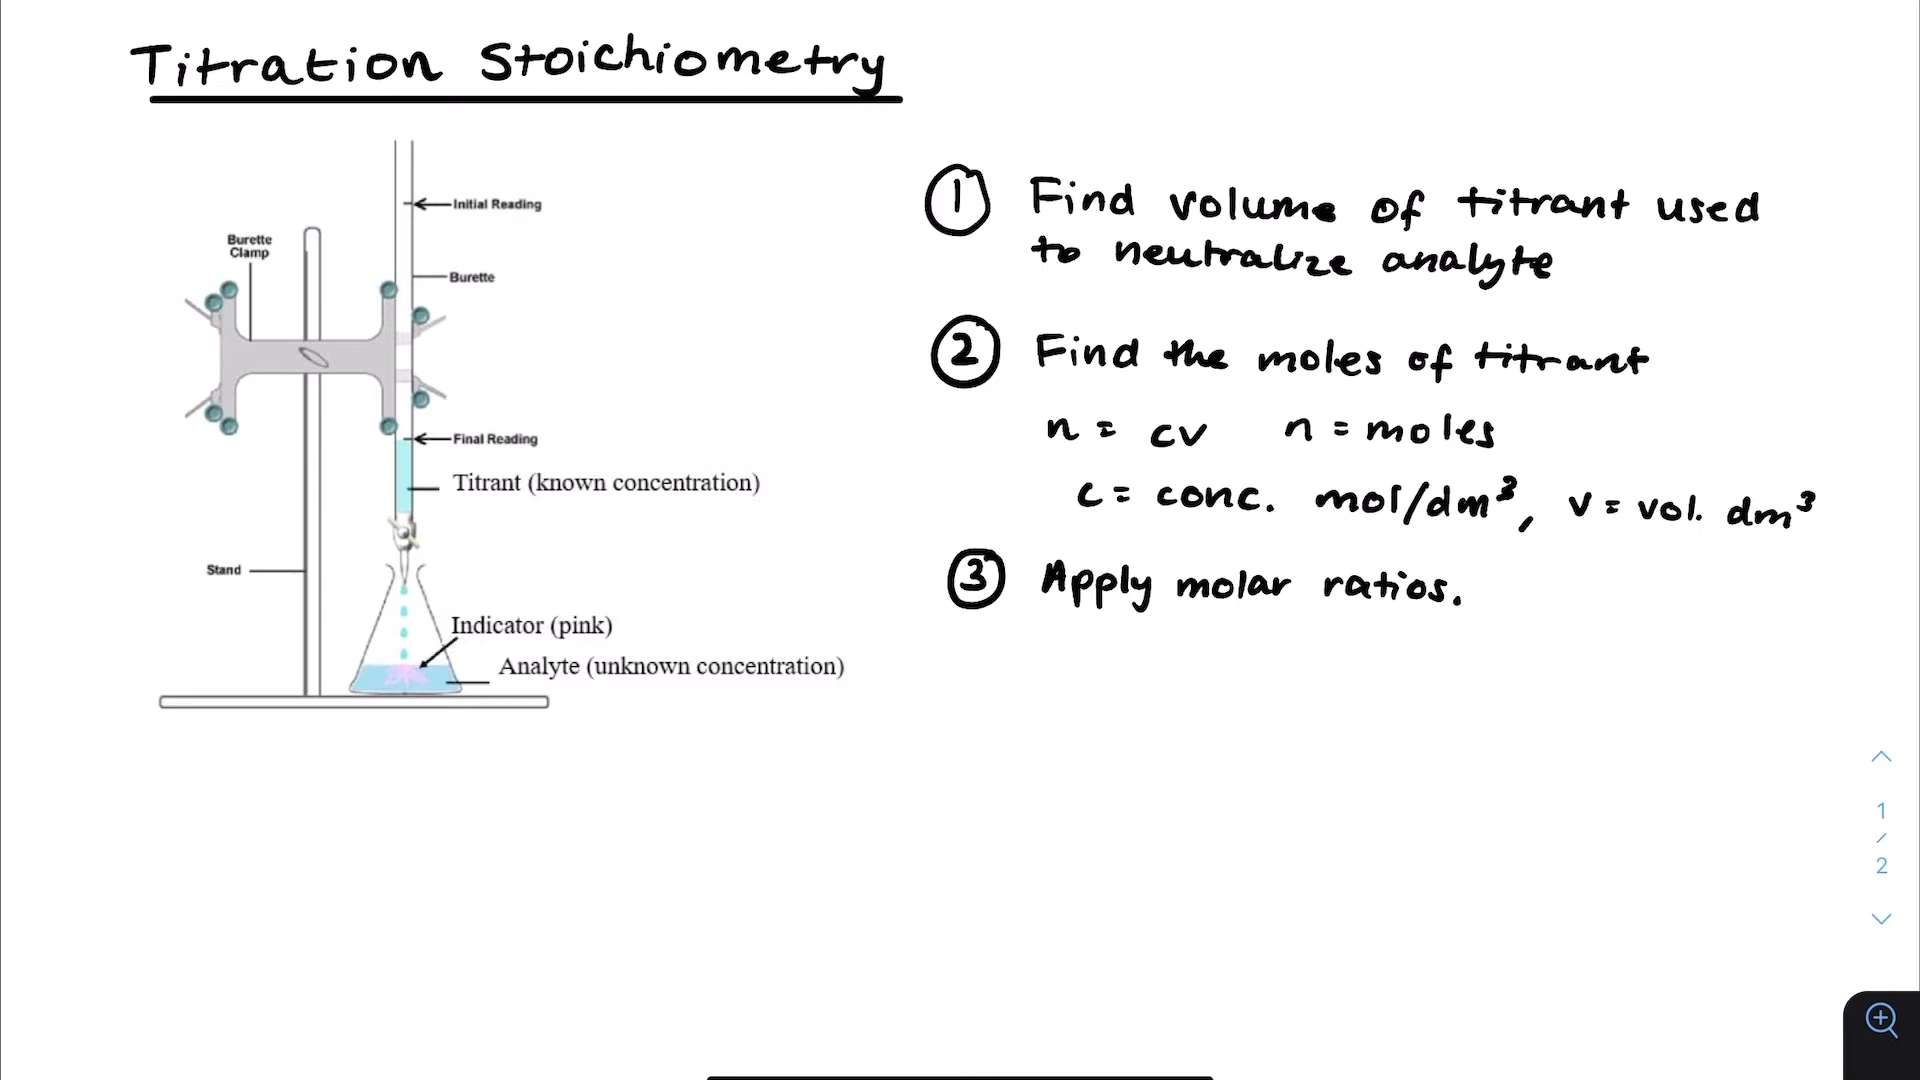 Titration Stoichiometry
Initial Reading
Burette
Clamp
Burette
Final Reading
Titrant (known concentration)
Stand
Indicator (pink)
Analyte (unknown concentration)
1 Find volume of titrant used
to neutralize analyte
2 Find the moles of titrant
n = cv n = moles
c = conc. mol/dm³, v = vol. dm³
3 Apply molar ratios.
1
/
2